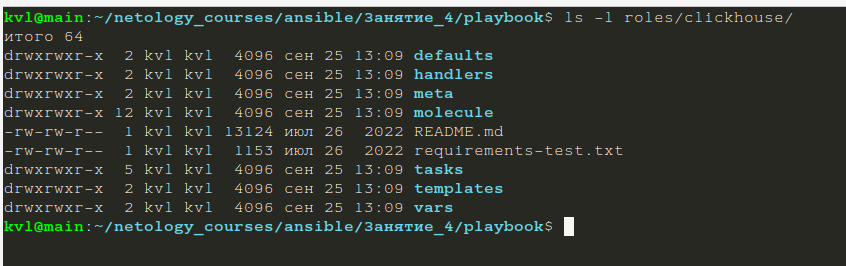 kvl@main:~/netology_courses/ansible/Занятие_4/playbook$ ls -l roles/clickhouse/
итого 64
drwxrwxr-x  2 kvl kvl  4096 сен 25 13:09 defaults
drwxrwxr-x  2 kvl kvl  4096 сен 25 13:09 handlers
drwxrwxr-x  2 kvl kvl  4096 сен 25 13:09 meta
drwxrwxr-x 12 kvl kvl  4096 сен 25 13:09 molecule
-rw-rw-r--  1 kvl kvl 13124 июл 26  2022 README.md
-rw-rw-r--  1 kvl kvl  1153 июл 26  2022 requirements-test.txt
drwxrwxr-x  5 kvl kvl  4096 сен 25 13:09 tasks
drwxrwxr-x  2 kvl kvl  4096 сен 25 13:09 templates
drwxrwxr-x  2 kvl kvl  4096 сен 25 13:09 vars
kvl@main:~/netology_courses/ansible/Занятие_4/playbook$